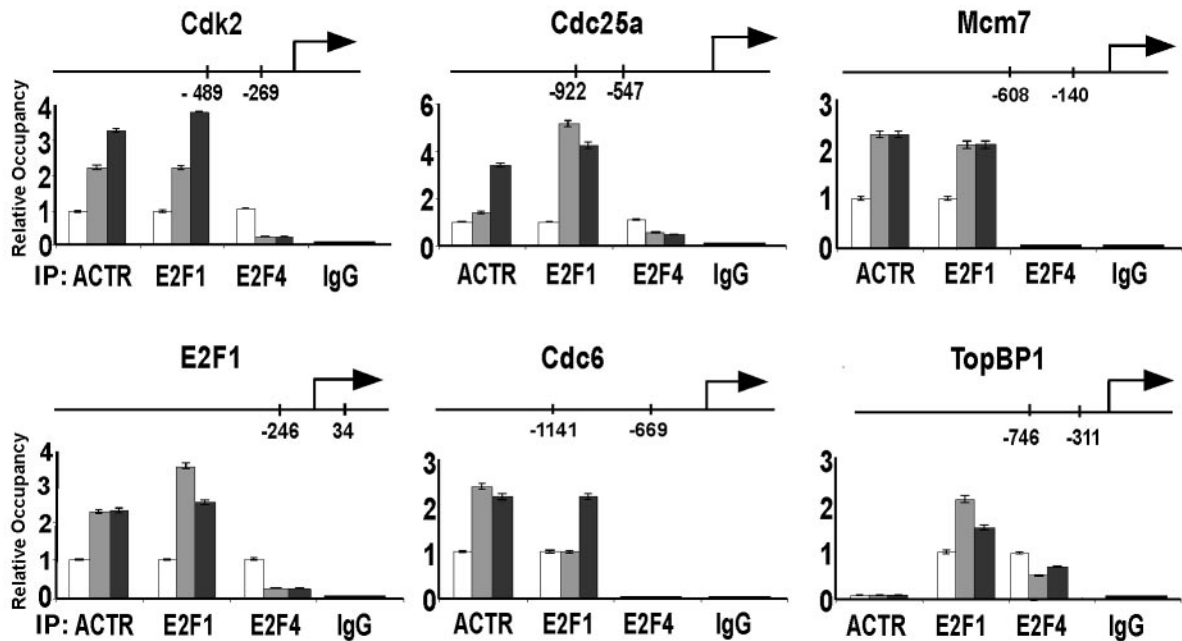 Cdk2 Cdc25a Mcm7
- 489 -269 -922 -547 -608 -140
Relative Occupancy
4 3 2 1 0
6 4 2 0
3 2 1 0
IP: ACTR E2F1 E2F4 IgG ACTR E2F1 E2F4 IgG ACTR E2F1 E2F4 IgG
E2F1 Cdc6 TopBP1
-246 34 -1141 -669 -746 -311
Relative Occupancy
4 3 2 1 0
3 2 1 0
3 2 1 0
IP: ACTR E2F1 E2F4 IgG ACTR E2F1 E2F4 IgG ACTR E2F1 E2F4 IgG